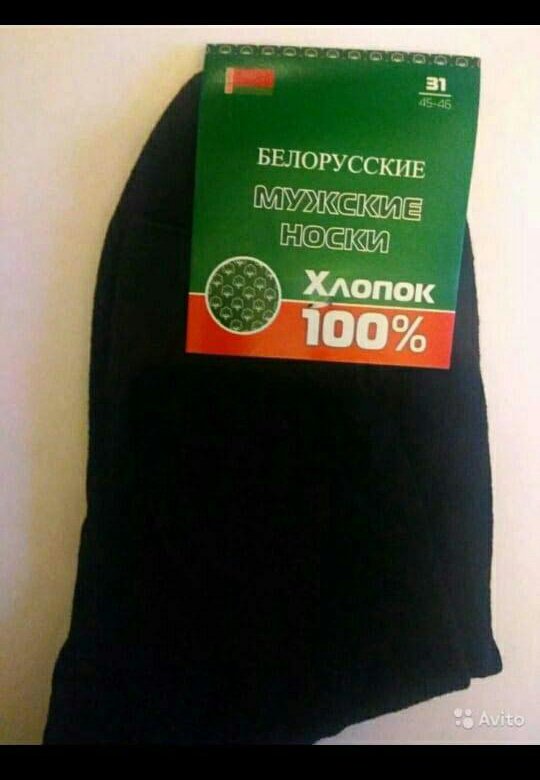 31
45-46
БЕЛОРУССКИЕ
МУЖСКИЕ
НОСКИ
ХЛОПОК
100%
Avito